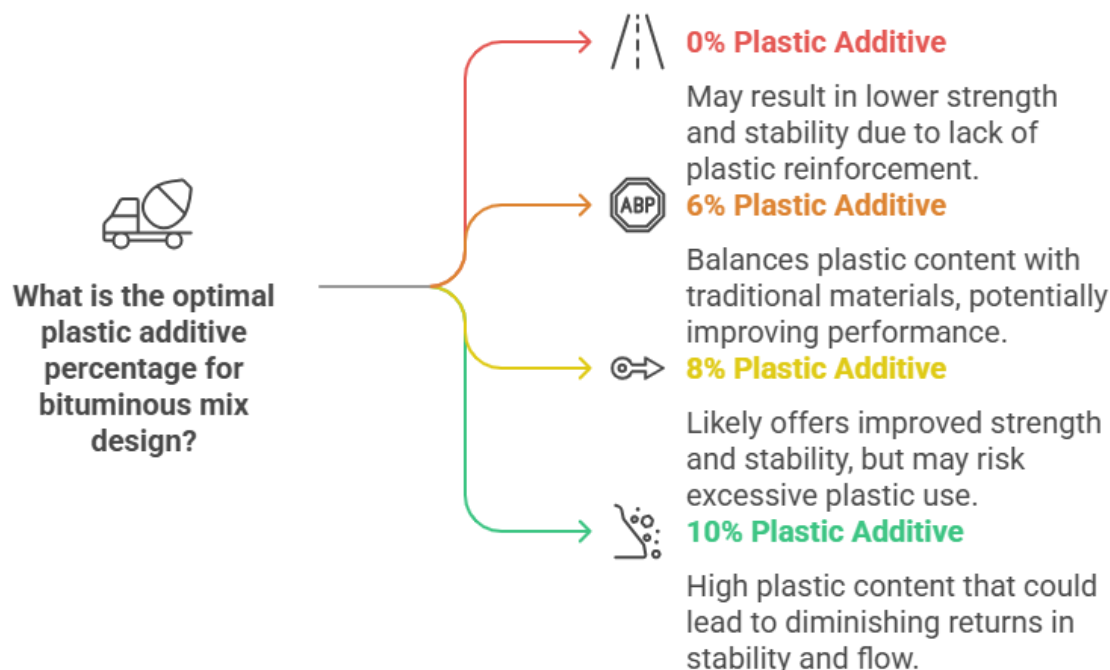 What is the optimal
plastic additive
percentage for
bituminous mix
design?
0% Plastic Additive
May result in lower strength
and stability due to lack of
plastic reinforcement.
ABP
6% Plastic Additive
Balances plastic content with
traditional materials, potentially
improving performance.
8% Plastic Additive
Likely offers improved strength
and stability, but may risk
excessive plastic use.
10% Plastic Additive
High plastic content that could
lead to diminishing returns in
stability and flow.